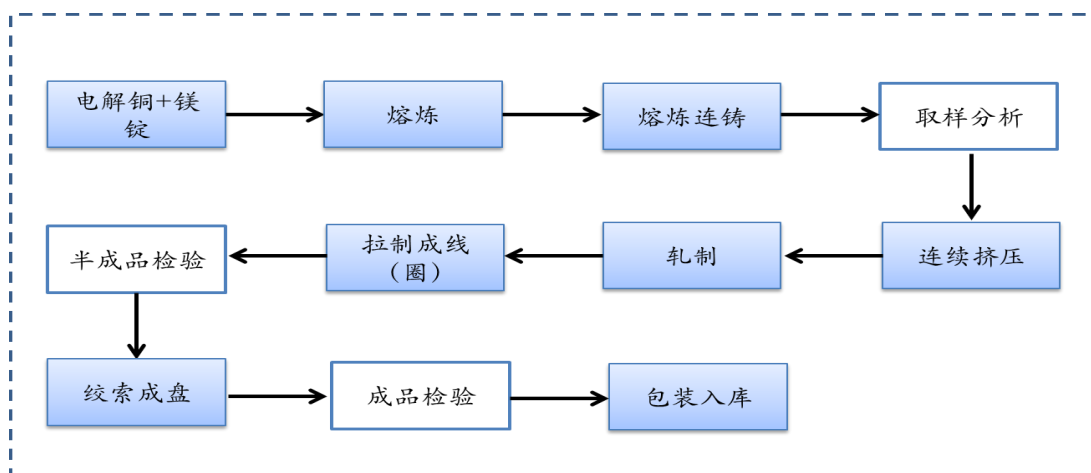 电解铜+镁
锭
熔炼
熔炼连铸
取样分析
半成品检验
拉制成线
（圈）
轧制
连续挤压
绞索成盘
成品检验
包装入库